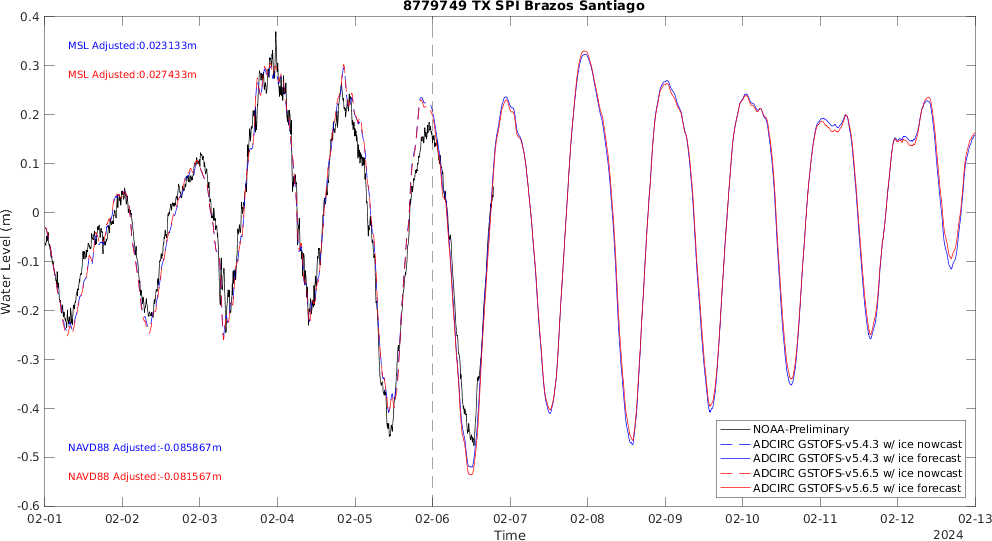 8779749 TX SPI Brazos Santiago
0.4
0.3
0.2
0.1
0
-0.1
-0.2
-0.3
-0.4
-0.5
-0.6
Water Level (m)
MSL Adjusted:0.023133m
MSL Adjusted:0.027433m
NAVD88 Adjusted:-0.085867m
NAVD88 Adjusted:-0.081567m
NOAA-Preliminary
ADCIRC GSTOFS-v5.4.3 w/ ice nowcast
ADCIRC GSTOFS-v5.4.3 w/ ice forecast
ADCIRC GSTOFS-v5.6.5 w/ ice nowcast
ADCIRC GSTOFS-v5.6.5 w/ ice forecast
02-01 02-02 02-03 02-04 02-05 02-06 02-07 02-08 02-09 02-10 02-11 02-12 02-13
Time
2024